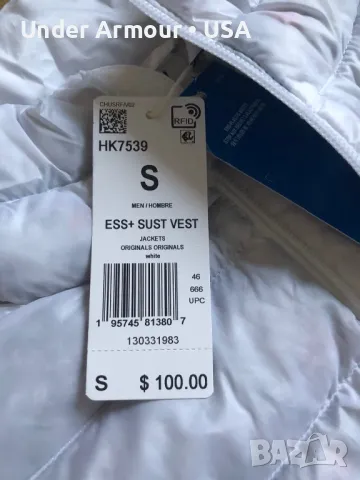 Under Armour • USA
RFID
HK7539
S
MEN / HOMBRE
ESS+ SUST VEST
JACKETS
ORIGINALS ORIGINALS
white
46
666
UPC
1 95745 81380 7
130331983
S $ 100.00
BAZAR